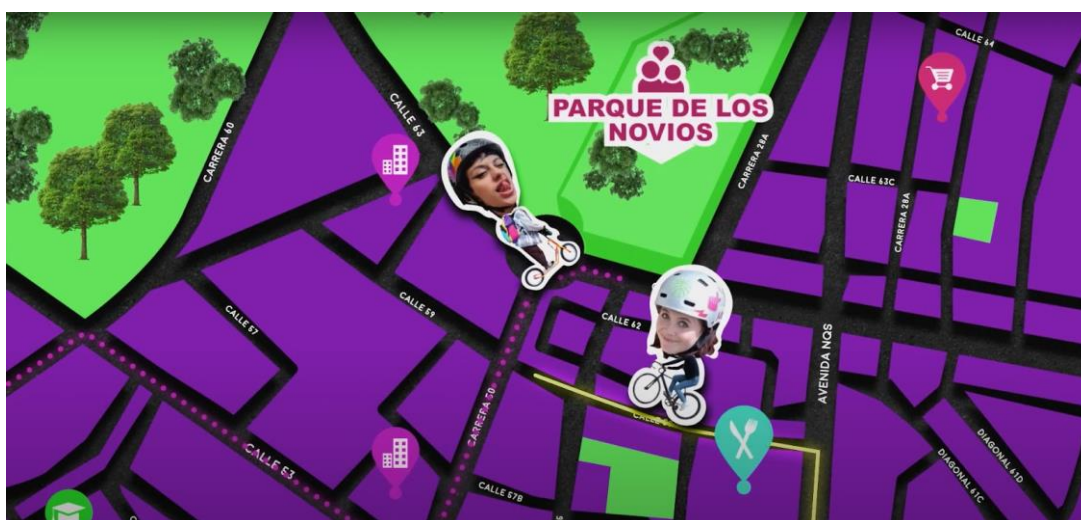 CALLE 64
PARQUE DE LOS
NOVIOS
CALLE 63
CARRERA 60
CARRERA 28A
CALLE 63C
CARRERA 28A
CALLE 59
CALLE 62
CALLE 57
AVENIDA NQS
CARRERA 50
CALLE
CALLE 53
CALLE 57B
DIAGONAL 61C
DIAGONAL 61D